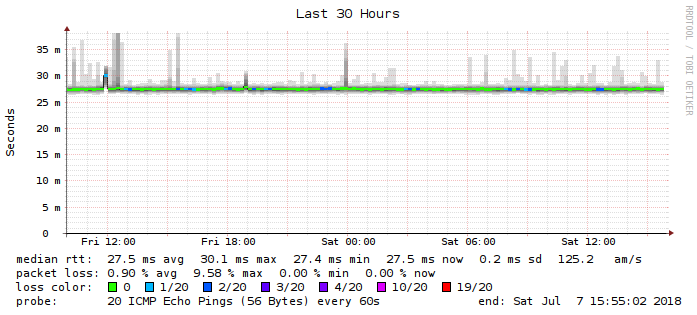 Last 30 Hours
RRDTOOL / TOBI OETIKER
Seconds
35 m
30 m
25 m
20 m
15 m
10 m
5 m
0
Fri 12:00 Fri 18:00 Sat 00:00 Sat 06:00 Sat 12:00
median rtt: 27.5 ms avg 30.1 ms max 27.4 ms min 27.5 ms now 0.2 ms sd 125.2 am/s
packet loss: 0.90 % avg 9.58 % max 0.00 % min 0.00 % now
loss color: 0 1/20 2/20 3/20 4/20 10/20 19/20
probe: 20 ICMP Echo Pings (56 Bytes) every 60s end: Sat Jul 7 15:55:02 2018